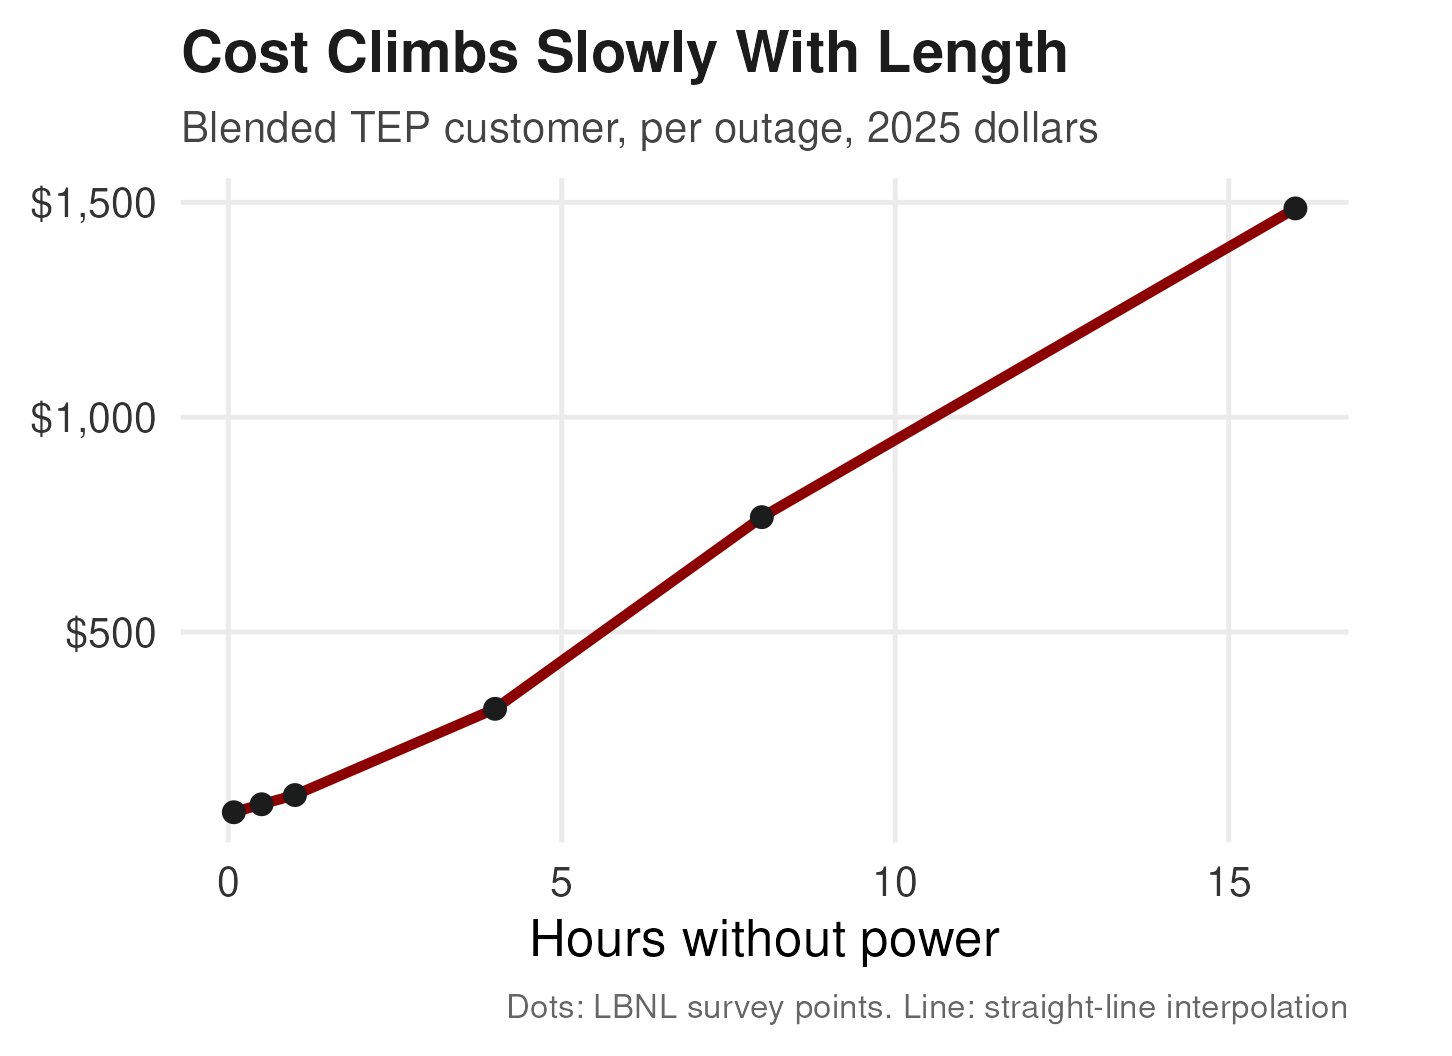 Cost Climbs Slowly With Length
Blended TEP customer, per outage, 2025 dollars
$1,500
$1,000
$500
0 5 10 15
Hours without power
Dots: LBNL survey points. Line: straight-line interpolation